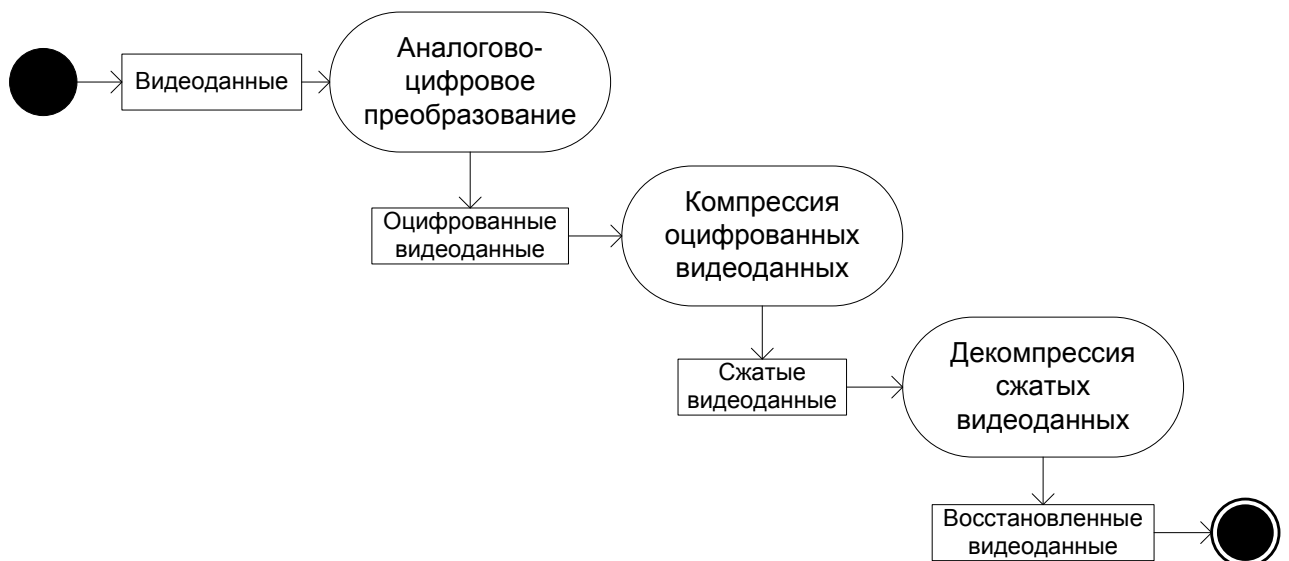 Видеоданные
Аналогово-
цифровое
преобразование
Оцифрованные
видеоданные
Компрессия
оцифрованных
видеоданных
Сжатые
видеоданные
Декомпрессия
сжатых
видеоданных
Восстановленные
видеоданные